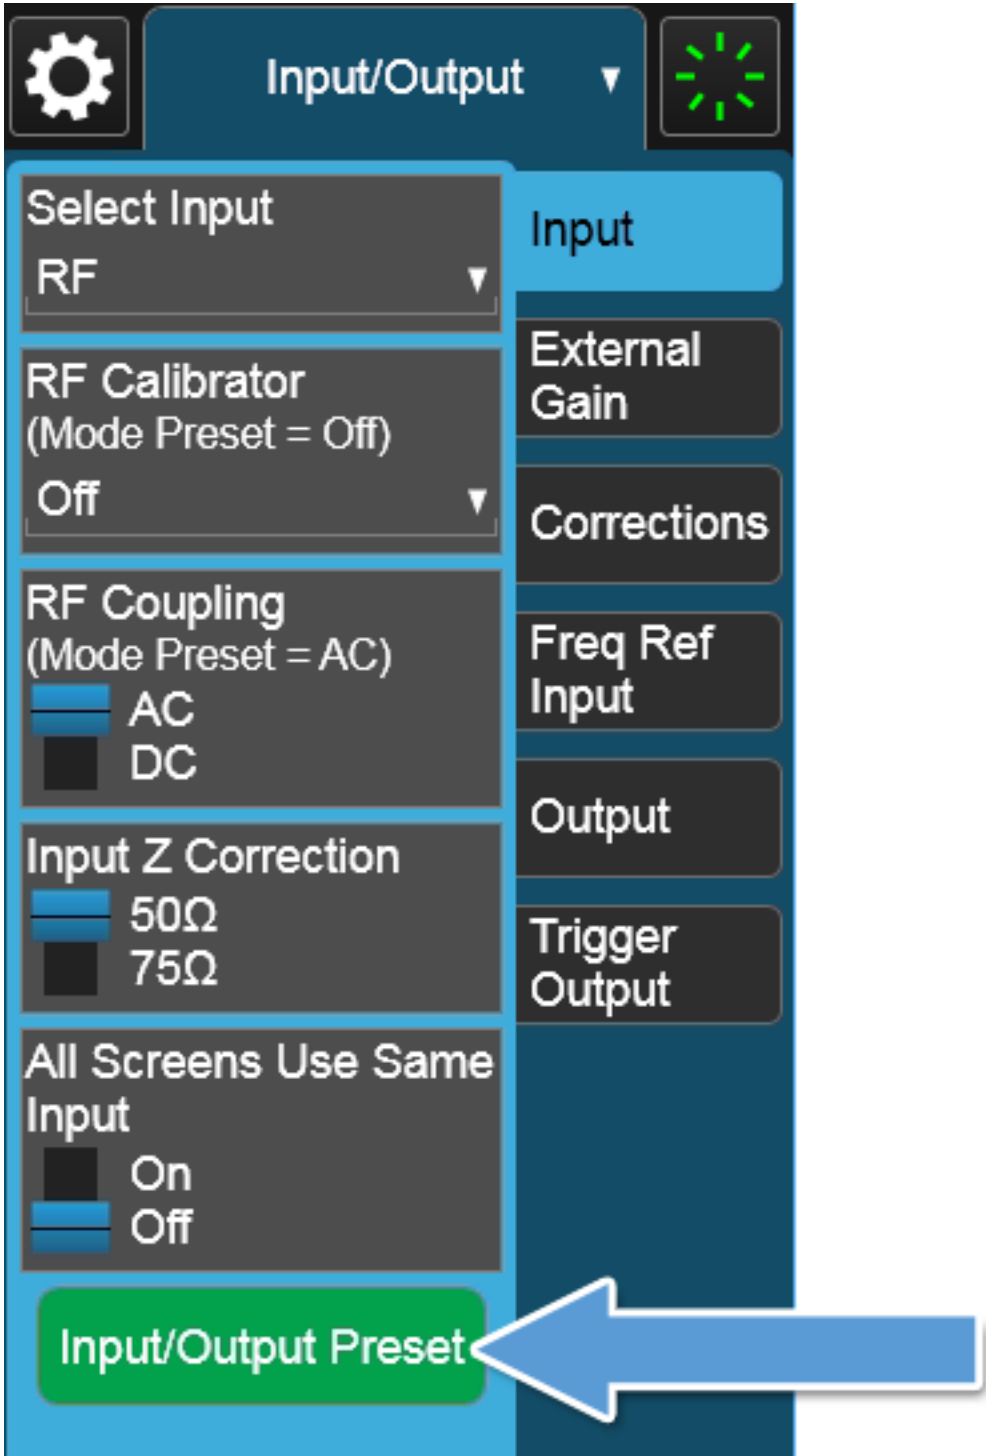 Input/Output
Select Input
RF
RF Calibrator
(Mode Preset = Off)
Off
RF Coupling
(Mode Preset = AC)
AC
DC
Input Z Correction
50Ω
75Ω
All Screens Use Same
Input
On
Off
Input/Output Preset
Input
External
Gain
Corrections
Freq Ref
Input
Output
Trigger
Output